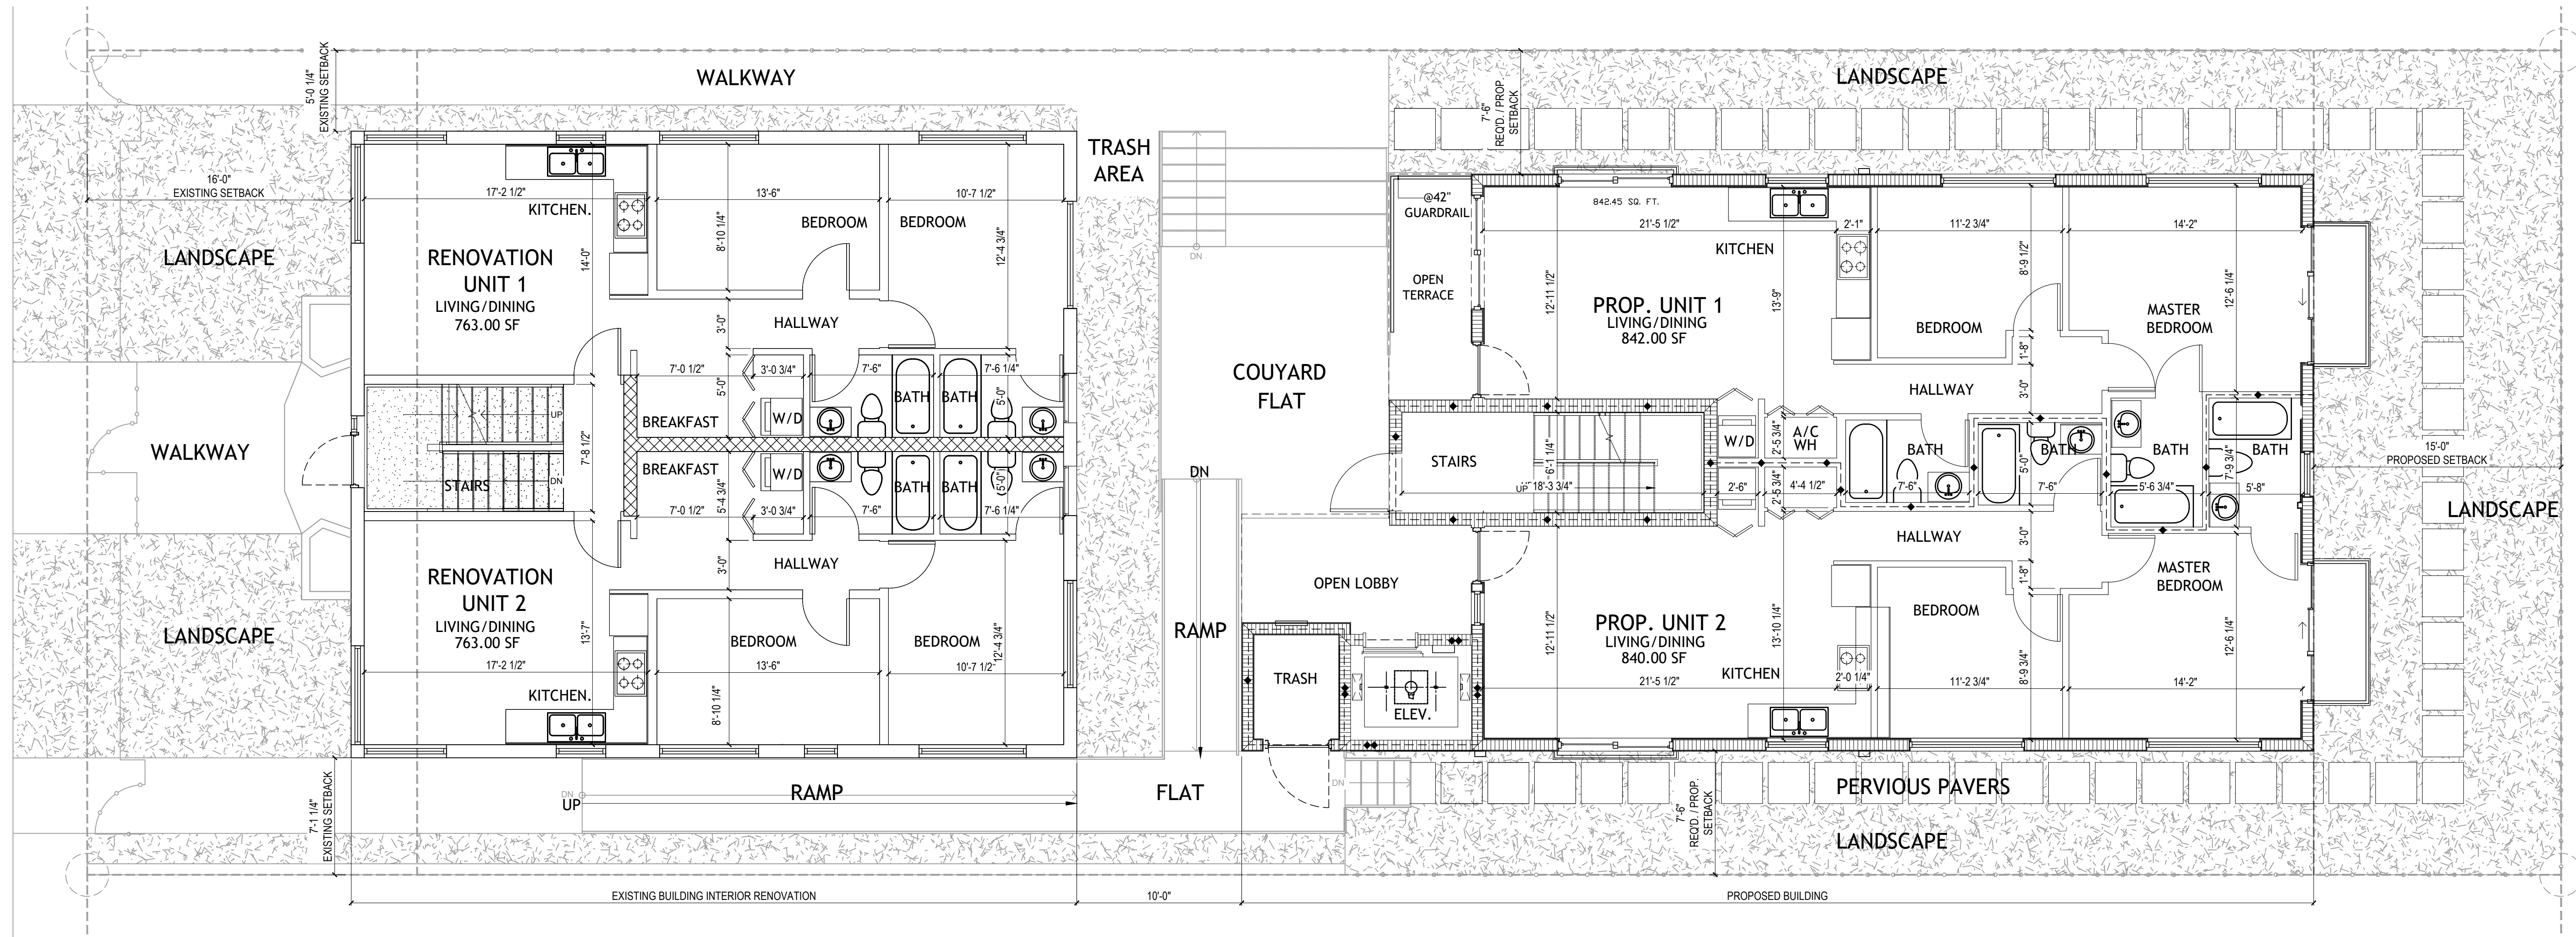 WALKWAY
5'-0 1/4"
EXISTING SETBACK
LANDSCAPE
7'-6"
REQ'D. / PROP.
SETBACK
TRASH
AREA
16'-0"
EXISTING SETBACK
17'-2 1/2"
13'-6"
10'-7 1/2"
KITCHEN.
BEDROOM
BEDROOM
8'-10 1/4"
12'-4 3/4"
14'-0"
LANDSCAPE
RENOVATION
UNIT 1
LIVING/DINING
763.00 SF
HALLWAY
3'-0"
7'-0 1/2"
3'-0 3/4"
7'-6"
7'-6 1/4"
5'-0"
5'-0"
BREAKFAST
W/D
BATH
BATH
UP
7'-8 1/2"
WALKWAY
STAIRS
DN
BREAKFAST
W/D
BATH
BATH
5'-4 3/4"
5'-0"
7'-0 1/2"
3'-0 3/4"
7'-6"
7'-6 1/4"
HALLWAY
3'-0"
RENOVATION
UNIT 2
LIVING/DINING
763.00 SF
13'-7"
BEDROOM
BEDROOM
12'-4 3/4"
17'-2 1/2"
13'-6"
10'-7 1/2"
KITCHEN.
8'-10 1/4"
LANDSCAPE
DN
UP
RAMP
FLAT
7'-1 1/4"
EXISTING SETBACK
EXISTING BUILDING INTERIOR RENOVATION
10'-0"
PROPOSED BUILDING
DN
COUYARD
FLAT
DN
RAMP
@42"
GUARDRAIL
OPEN
TERRACE
842.45 SQ. FT.
21'-5 1/2"
2'-1"
11'-2 3/4"
14'-2"
KITCHEN
12'-11 1/2"
13'-9"
8'-9 1/2"
12'-6 1/4"
PROP. UNIT 1
LIVING/DINING
842.00 SF
BEDROOM
MASTER
BEDROOM
1'-8"
3'-0"
HALLWAY
STAIRS
6'-1 1/4"
UP
18'-3 3/4"
W/D
A/C
WH
2'-5 3/4"
2'-5 3/4"
2'-6"
4'-4 1/2"
BATH
7'-6"
BATH
5'-0"
7'-6"
BATH
5'-6 3/4"
7'-9 3/4"
BATH
5'-8"
15'-0"
PROPOSED SETBACK
LANDSCAPE
HALLWAY
3'-0"
1'-8"
OPEN LOBBY
MASTER
BEDROOM
BEDROOM
PROP. UNIT 2
LIVING/DINING
840.00 SF
12'-11 1/2"
13'-10 1/4"
8'-9 3/4"
12'-6 1/4"
KITCHEN
21'-5 1/2"
2'-0 1/4"
11'-2 3/4"
14'-2"
TRASH
ELEV.
DN
PERVIOUS PAVERS
7'-6"
REQ'D. / PROP.
SETBACK
LANDSCAPE